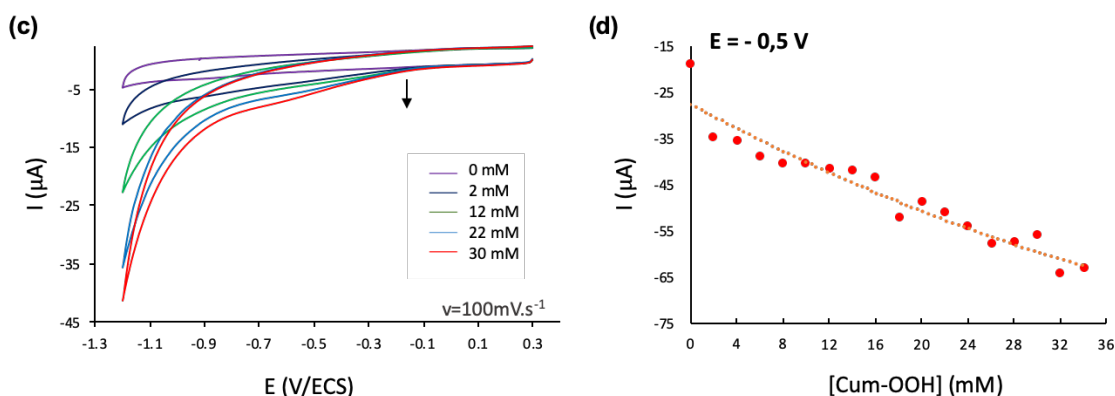 (c)
-5
-15
-25
-35
-45
I (µA)
0 mM
2 mM
12 mM
22 mM
30 mM
ν=100mV.s⁻¹
-1.3 -1.1 -0.9 -0.7 -0.5 -0.3 -0.1 0.1 0.3
E (V/ECS)
(d)
E = - 0,5 V
-15
-25
-35
-45
-55
-65
-75
I (µA)
0 4 8 12 16 20 24 28 32 36
[Cum-OOH] (mM)